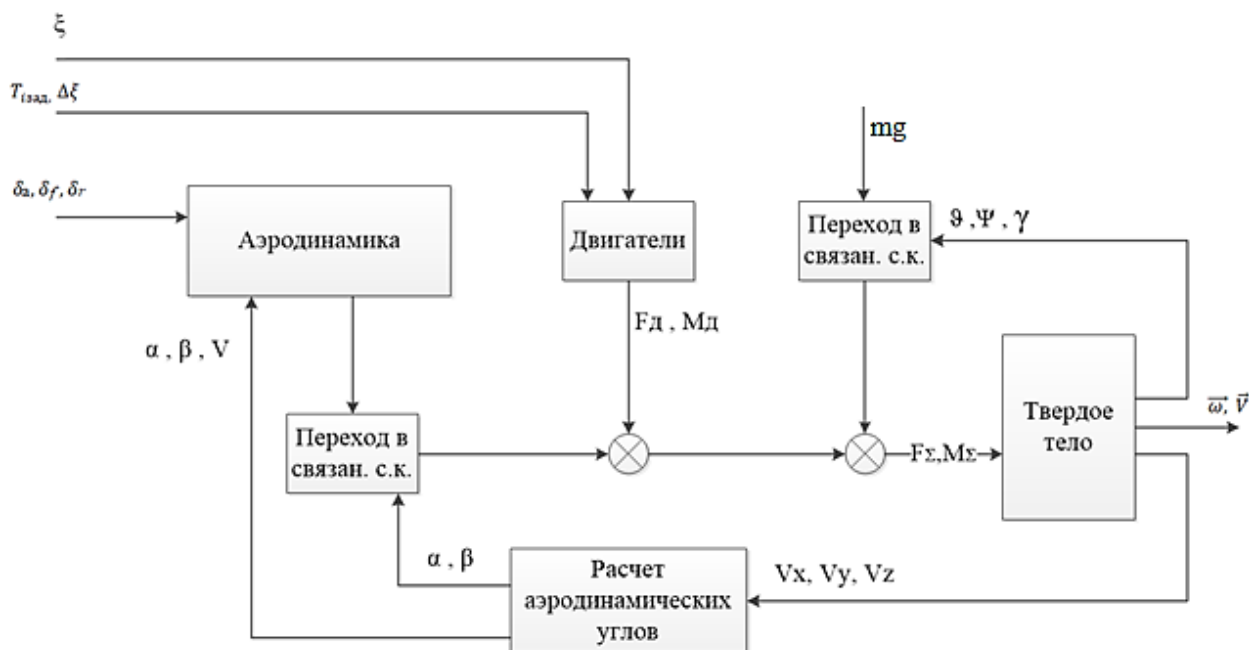 ξ
Tᵢзад, Δξ
mg
δa, δf, δr
Аэродинамика
Двигатели
Переход в
связан. с.к.
ϑ ,Ψ , γ
Fд , Mд
α , β , V
Переход в
связан. с.к.
Твердое
тело
ω⃗, V⃗
FΣ,MΣ
α , β
Расчет
аэродинамических
углов
Vx, Vy, Vz